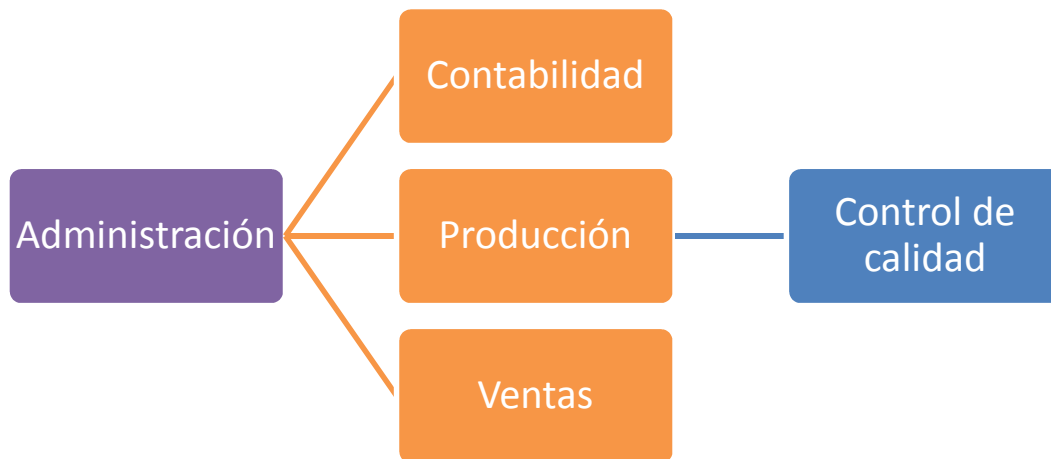 Contabilidad
Administración
Producción
Control de
calidad
Ventas